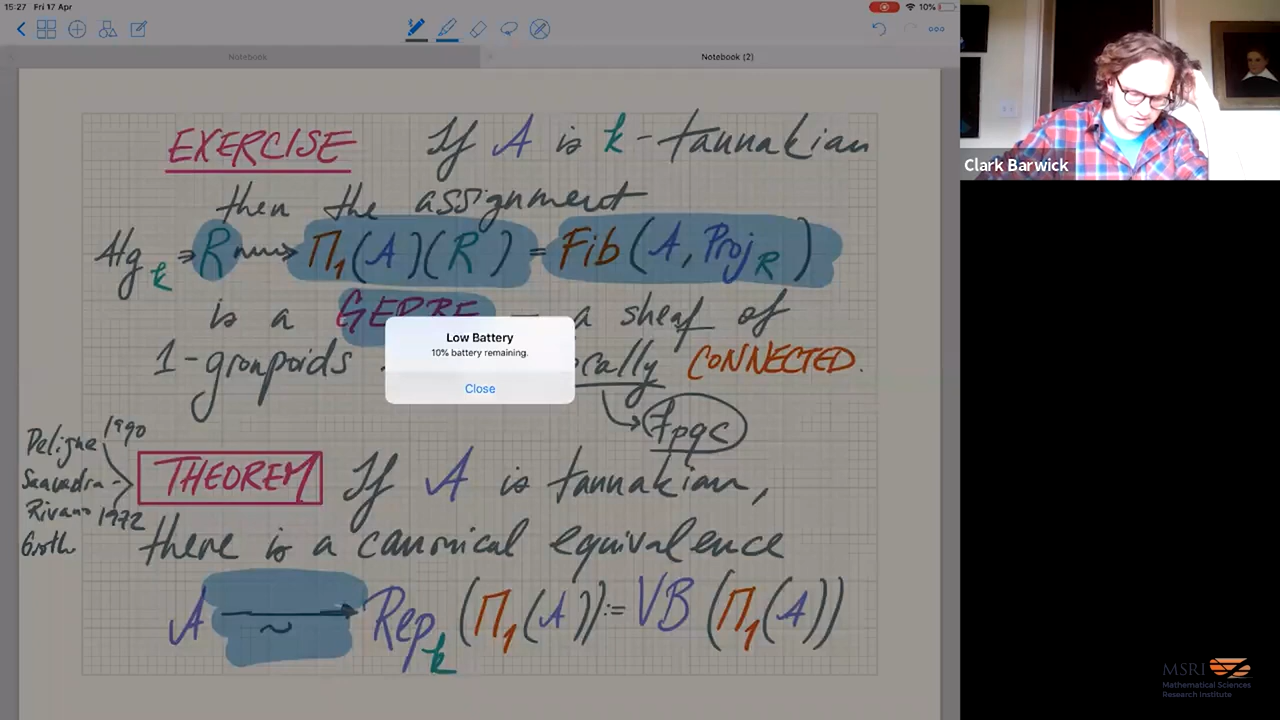 15:27 Fri 17 Apr 10%
Notebook Notebook (2)
EXERCISE If A is k-tannakian
then the assignment
Alg_k ∋ R ⟿ Π₁(A)(R) = Fib(A, Proj_R)
is a GERBE — a sheaf of
1-groupoids cally CONNECTED.
fpqc
Low Battery
10% battery remaining.
Close
Deligne 1990
Saavedra
Rivano 1972
Groth
THEOREM If A is tannakian,
there is a canonical equivalence
A →∼ Rep_k (Π₁(A)) := VB (Π₁(A))
Clark Barwick
MSRI
Mathematical Sciences
Research Institute